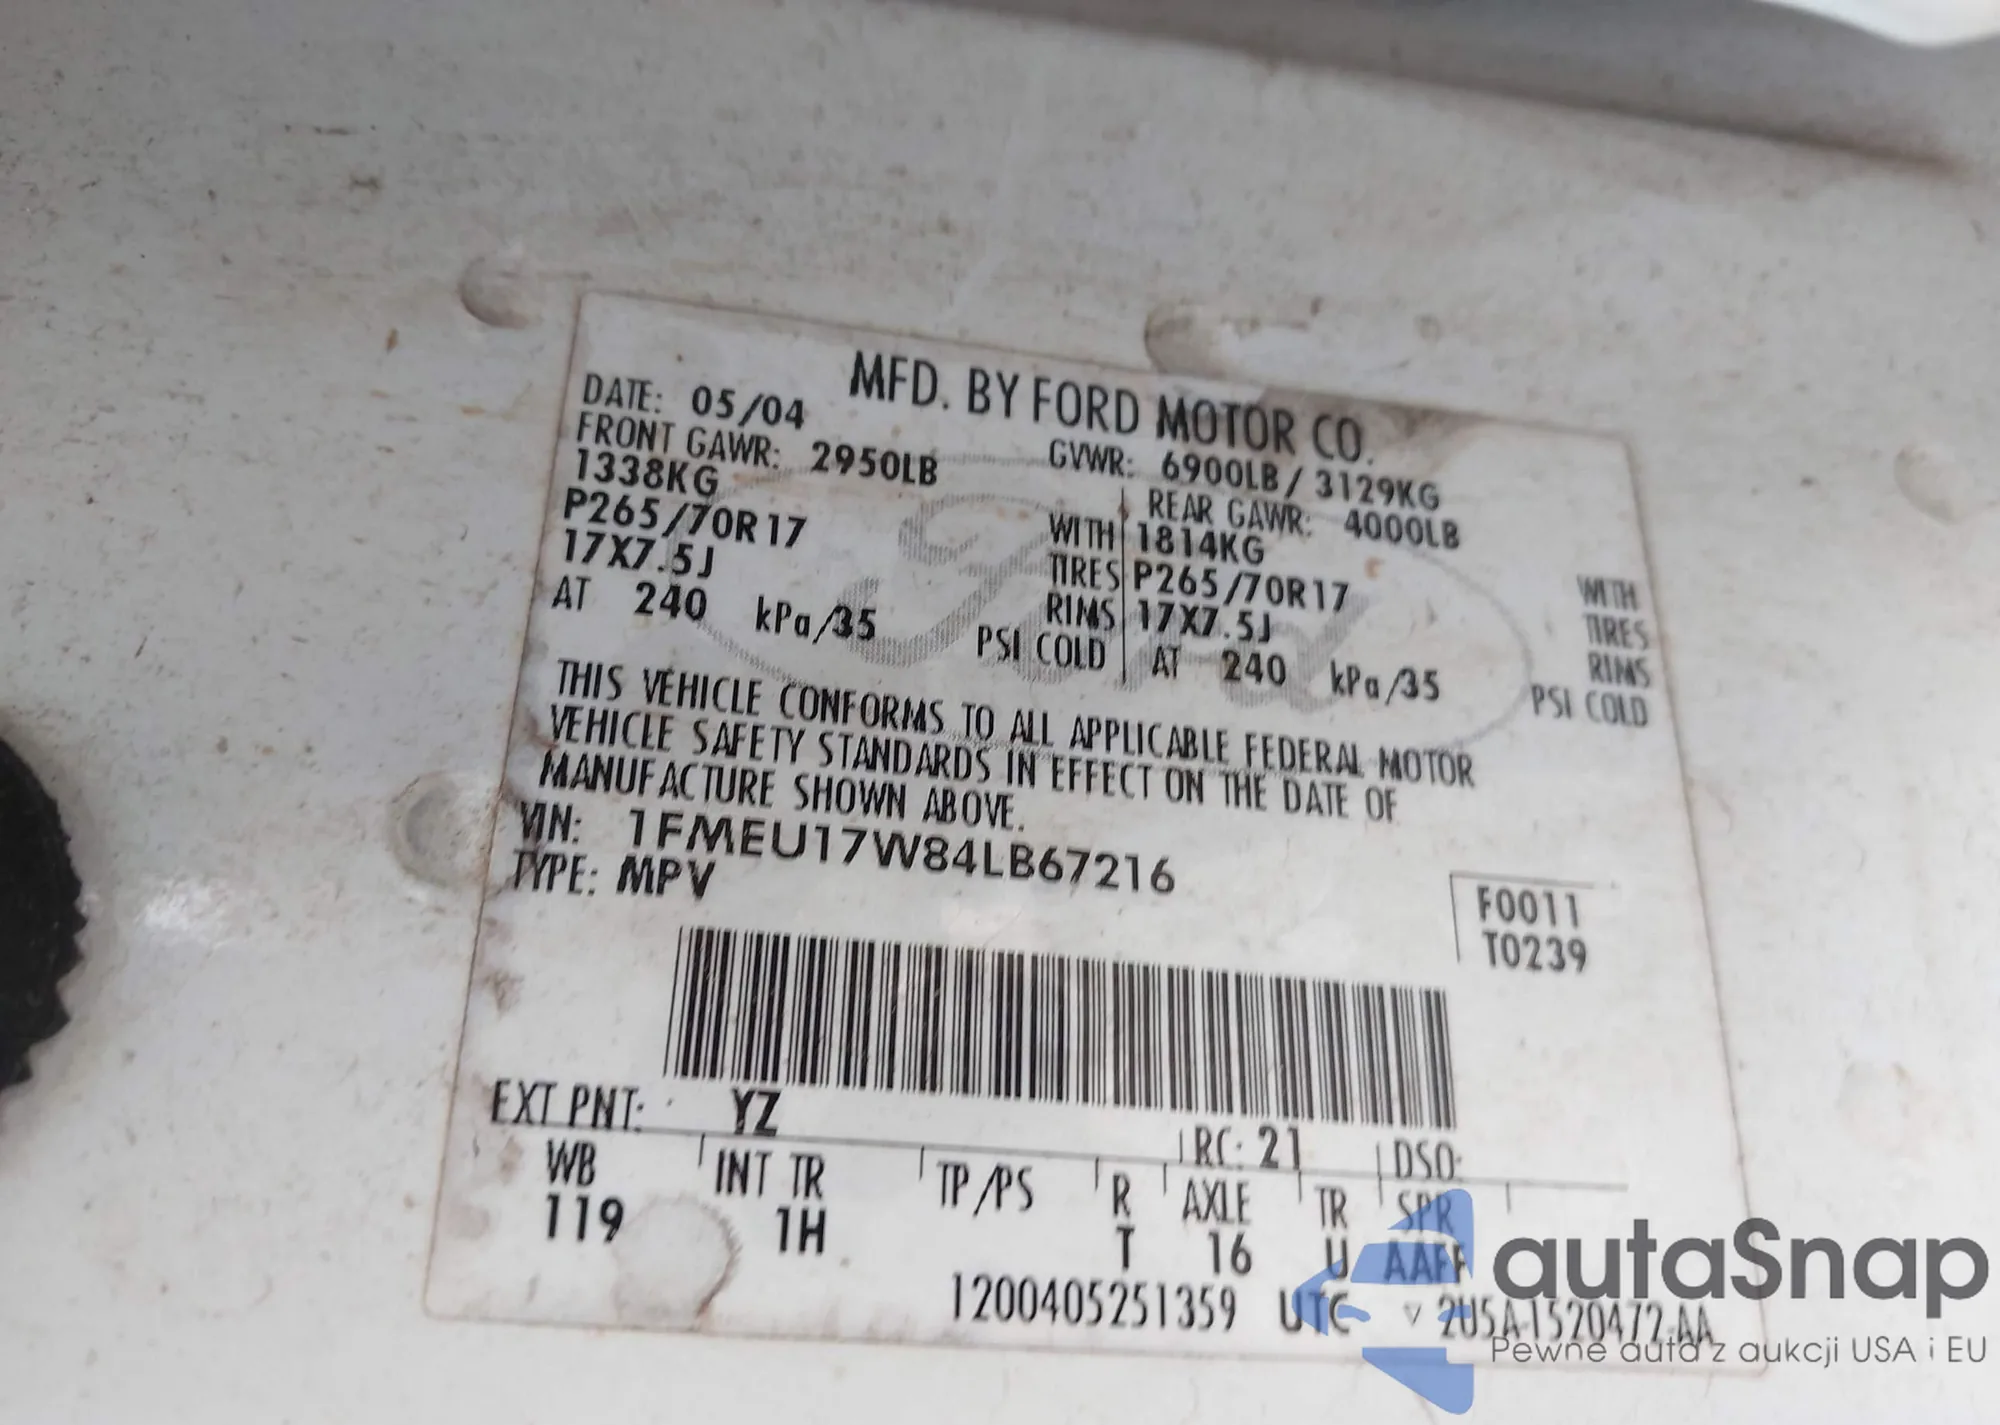 MFD. BY FORD MOTOR CO.
DATE: 05/04
GVWR: 6900LB / 3129KG
FRONT GAWR: 2950LB
REAR GAWR: 4000LB
1338KG WITH 1814KG WITH
P265/70R17 TIRES P265/70R17 TIRES
17X7.5J RIMS 17X7.5J RIMS
AT 240 kPa/35 PSI COLD AT 240 kPa/35 PSI COLD
THIS VEHICLE CONFORMS TO ALL APPLICABLE FEDERAL MOTOR
VEHICLE SAFETY STANDARDS IN EFFECT ON THE DATE OF
MANUFACTURE SHOWN ABOVE.
VIN: 1FMEU17W84LB67216
TYPE: MPV
F0011
T0239
EXT PNT: YZ RC: 21 DSO:
WB INT TR TP/PS R AXLE TR SPR
119 1H T 16 U AAFF
1200405251359 UTC ▽ 2U5A-1520472-AA
Ford
autaSnap
Pewne auta z aukcji USA i EU